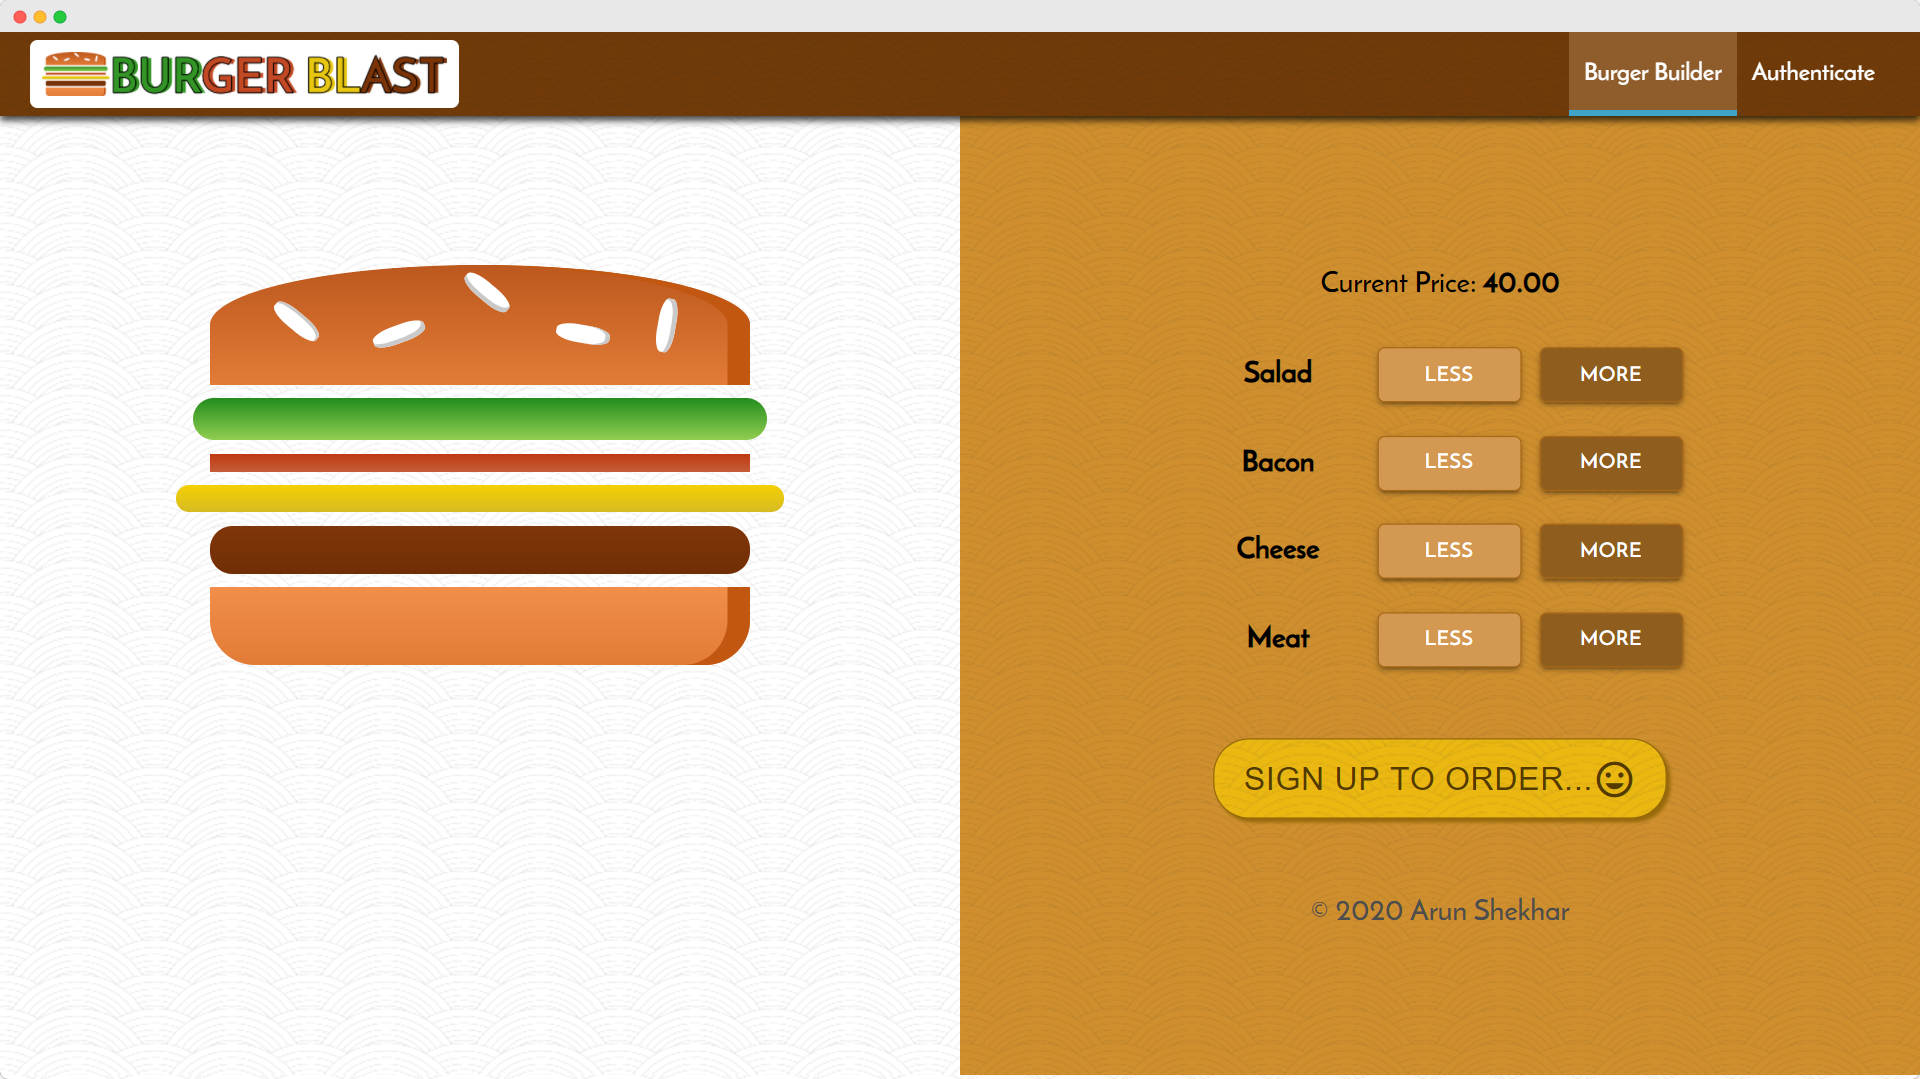 BURGER BLAST
Burger Builder
Authenticate
Current Price: 40.00
Salad LESS MORE
Bacon LESS MORE
Cheese LESS MORE
Meat LESS MORE
SIGN UP TO ORDER...
© 2020 Arun Shekhar